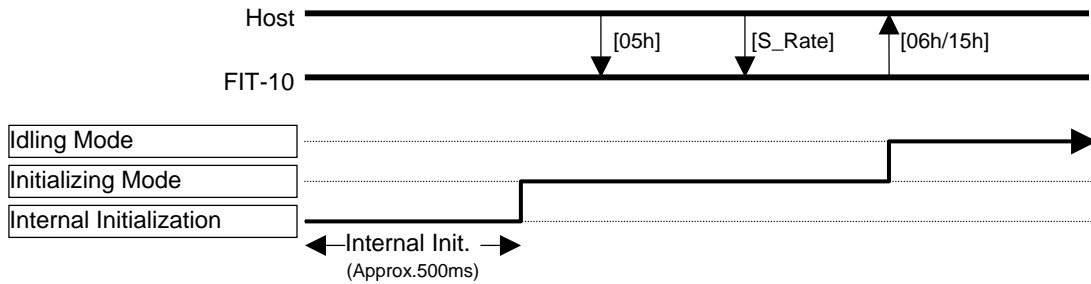 Host
[05h]
[S_Rate]
[06h/15h]
FIT-10
Idling Mode
Initializing Mode
Internal Initialization
Internal Init.
(Approx.500ms)